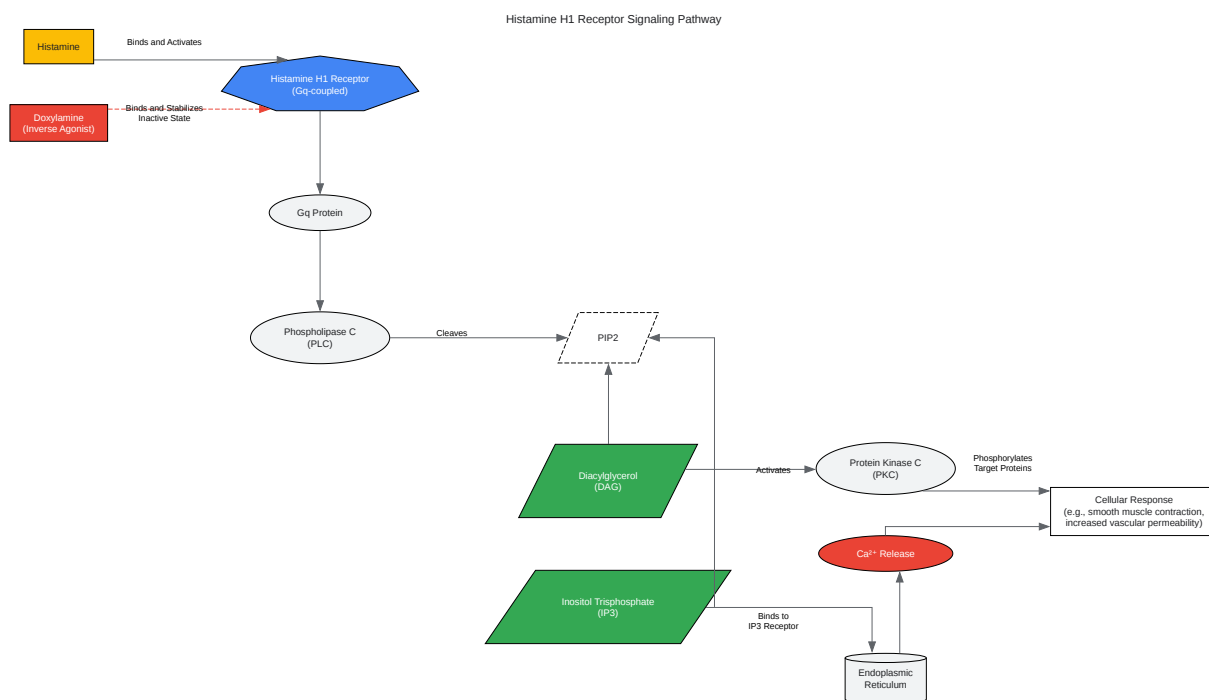 Histamine H1 Receptor Signaling Pathway
Histamine
Binds and Activates
Histamine H1 Receptor
(Gq-coupled)
Doxylamine
(Inverse Agonist)
Binds and Stabilizes
Inactive State
Gq Protein
Phospholipase C
(PLC)
Cleaves
PIP2
Diacylglycerol
(DAG)
Activates
Protein Kinase C
(PKC)
Phosphorylates
Target Proteins
Cellular Response
(e.g., smooth muscle contraction,
increased vascular permeability)
Ca²⁺ Release
Inositol Trisphosphate
(IP3)
Binds to
IP3 Receptor
Endoplasmic
Reticulum